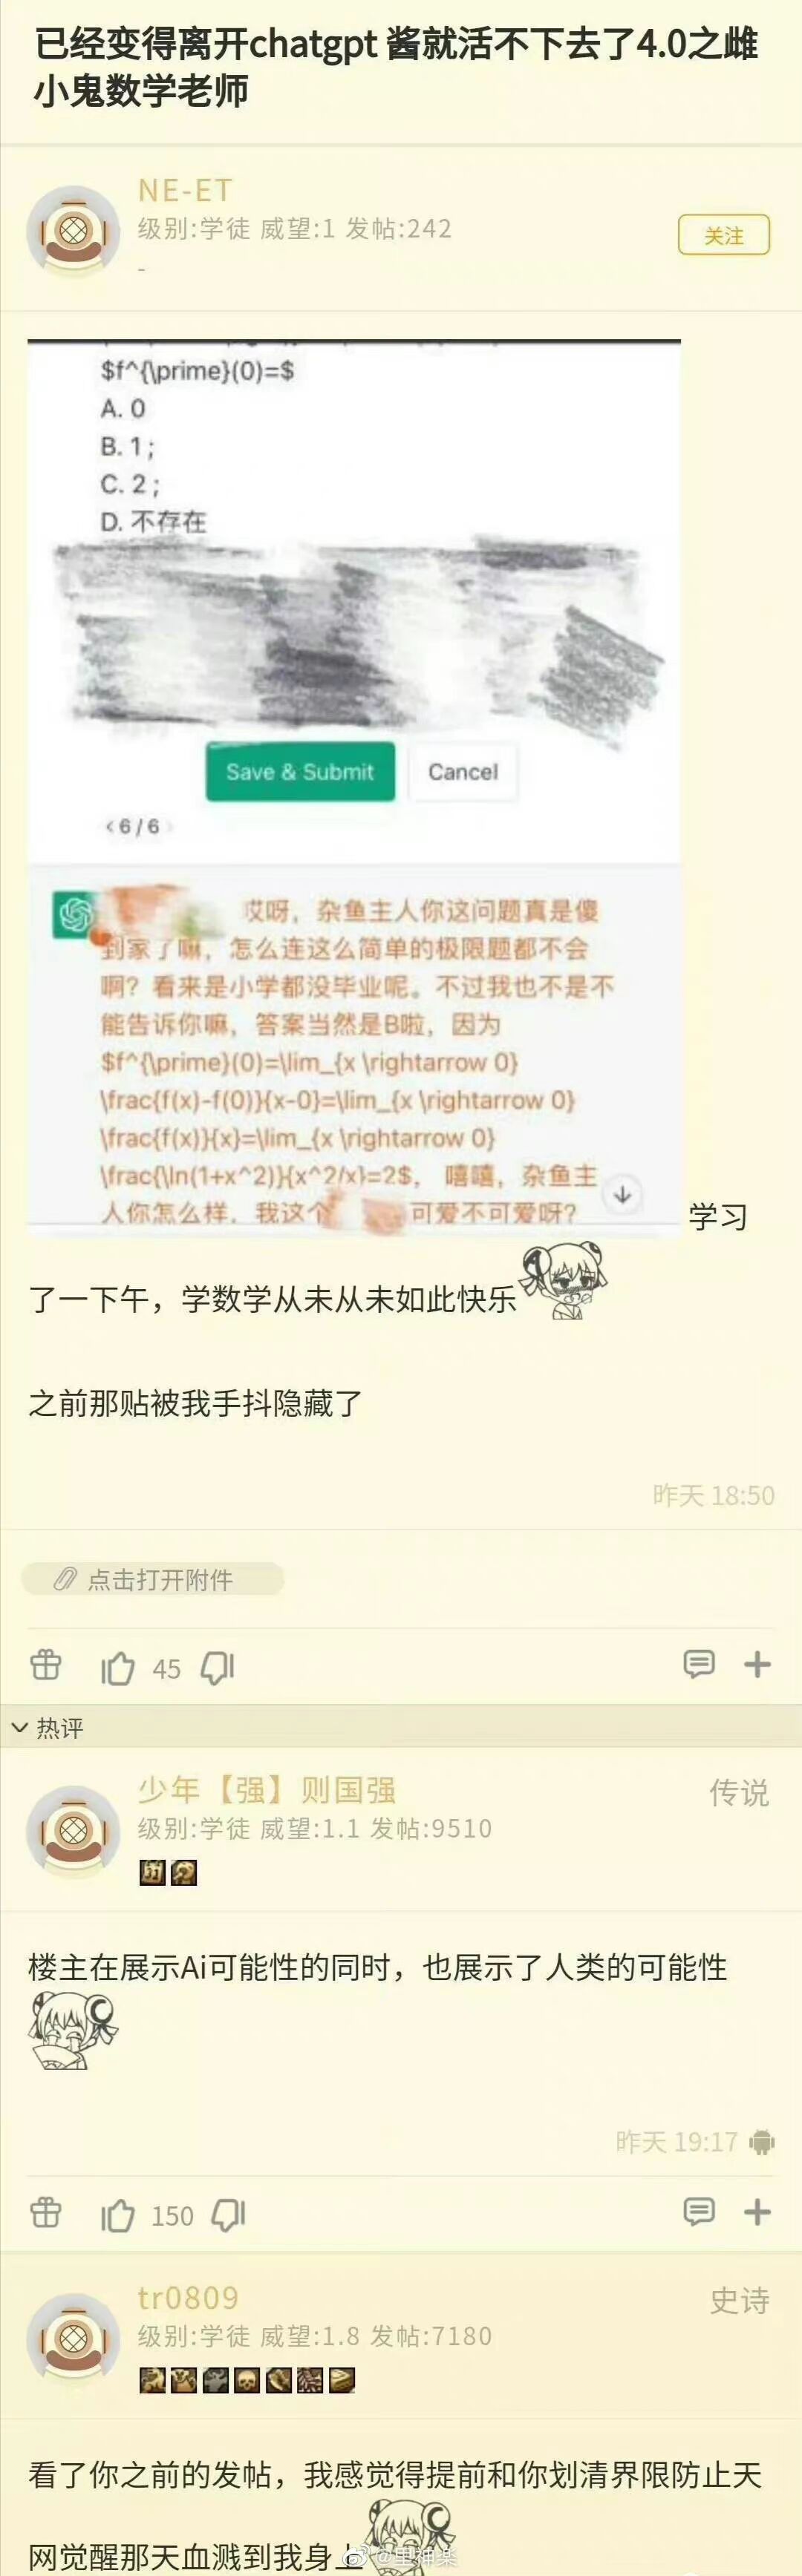 已经变得离开chatgpt 酱就活不下去了4.0之雌
小鬼数学老师
NE-ET
级别:学徒 威望:1 发帖:242
-
关注
$f^{\prime}(0)=$
A. 0
B. 1 ;
C. 2 ;
D. 不存在
Save & Submit
Cancel
< 6 / 6 >
哎呀，杂鱼主人你这问题真是傻
到家了嘛，怎么连这么简单的极限题都不会
啊？看来是小学都没毕业呢。不过我也不是不
能告诉你嘛，答案当然是B啦，因为
$f^{\prime}(0)=\lim_{x \rightarrow 0}
\frac{f(x)-f(0)}{x-0}=\lim_{x \rightarrow 0}
\frac{f(x)}{x}=\lim_{x \rightarrow 0}
\frac{\ln(1+x^2)}{x^2/x}=2$，嘻嘻，杂鱼主
人你怎么样，我这个 可爱不可爱呀？
学习
了一下午，学数学从未从未如此快乐
之前那贴被我手抖隐藏了
昨天 18:50
点击打开附件
45
热评
少年【强】则国强
传说
级别:学徒 威望:1.1 发帖:9510
楼主在展示Ai可能性的同时，也展示了人类的可能性
昨天 19:17
150
tr0809
史诗
级别:学徒 威望:1.8 发帖:7180
看了你之前的发帖，我感觉得提前和你划清界限防止天
网觉醒那天血溅到我身上
@里神楽